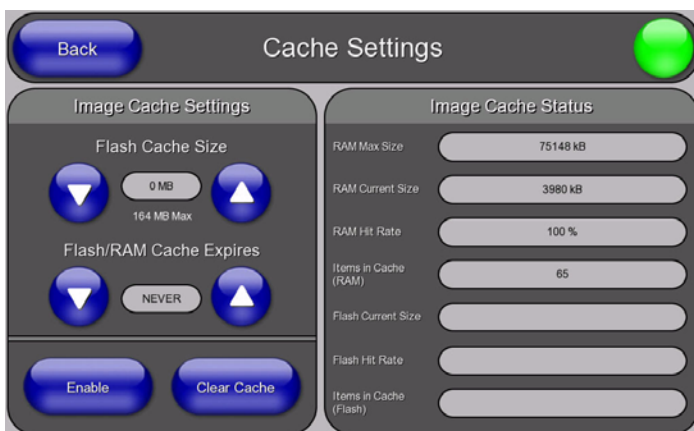 Back
Cache Settings
Image Cache Settings
Flash Cache Size
0 MB
164 MB Max
Flash/RAM Cache Expires
NEVER
Enable
Clear Cache
Image Cache Status
RAM Max Size
75148 kB
RAM Current Size
3980 kB
RAM Hit Rate
100 %
Items in Cache
(RAM)
65
Flash Current Size
Flash Hit Rate
Items in Cache
(Flash)